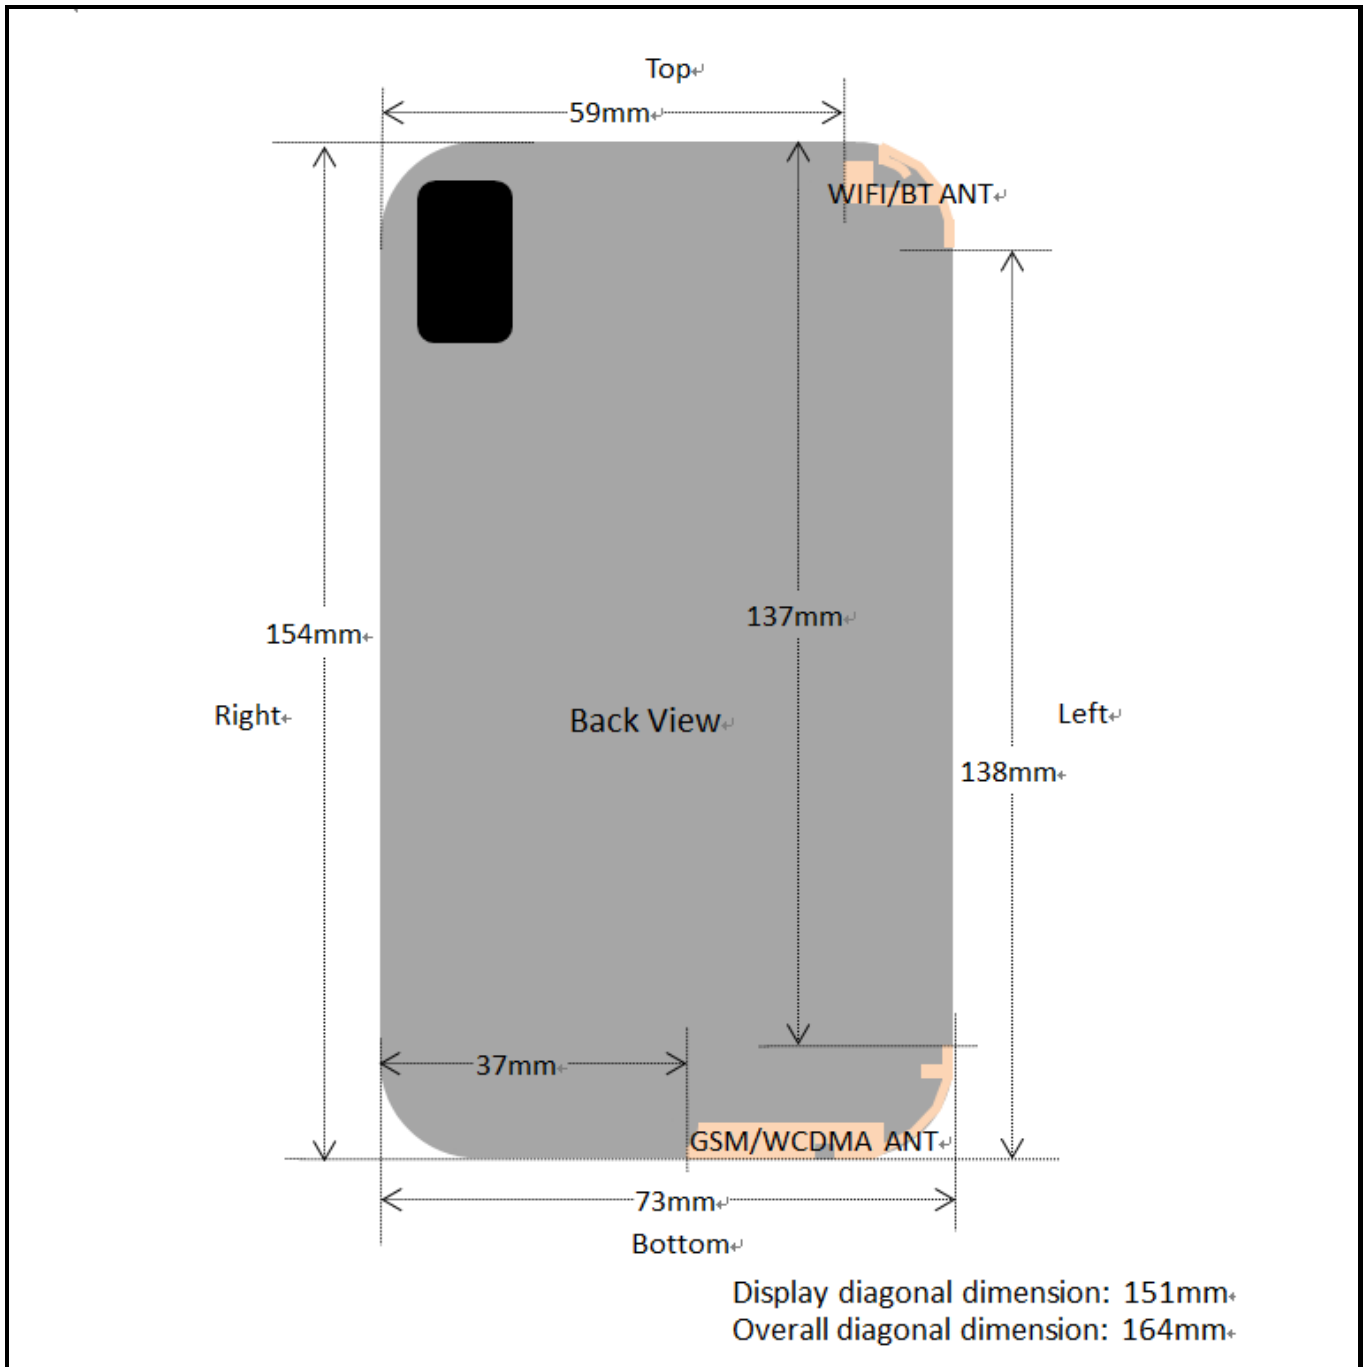 Top
59mm
WIFI/BT ANT
137mm
154mm
Right
Back View
Left
138mm
37mm
GSM/WCDMA ANT
73mm
Bottom
Display diagonal dimension: 151mm
Overall diagonal dimension: 164mm